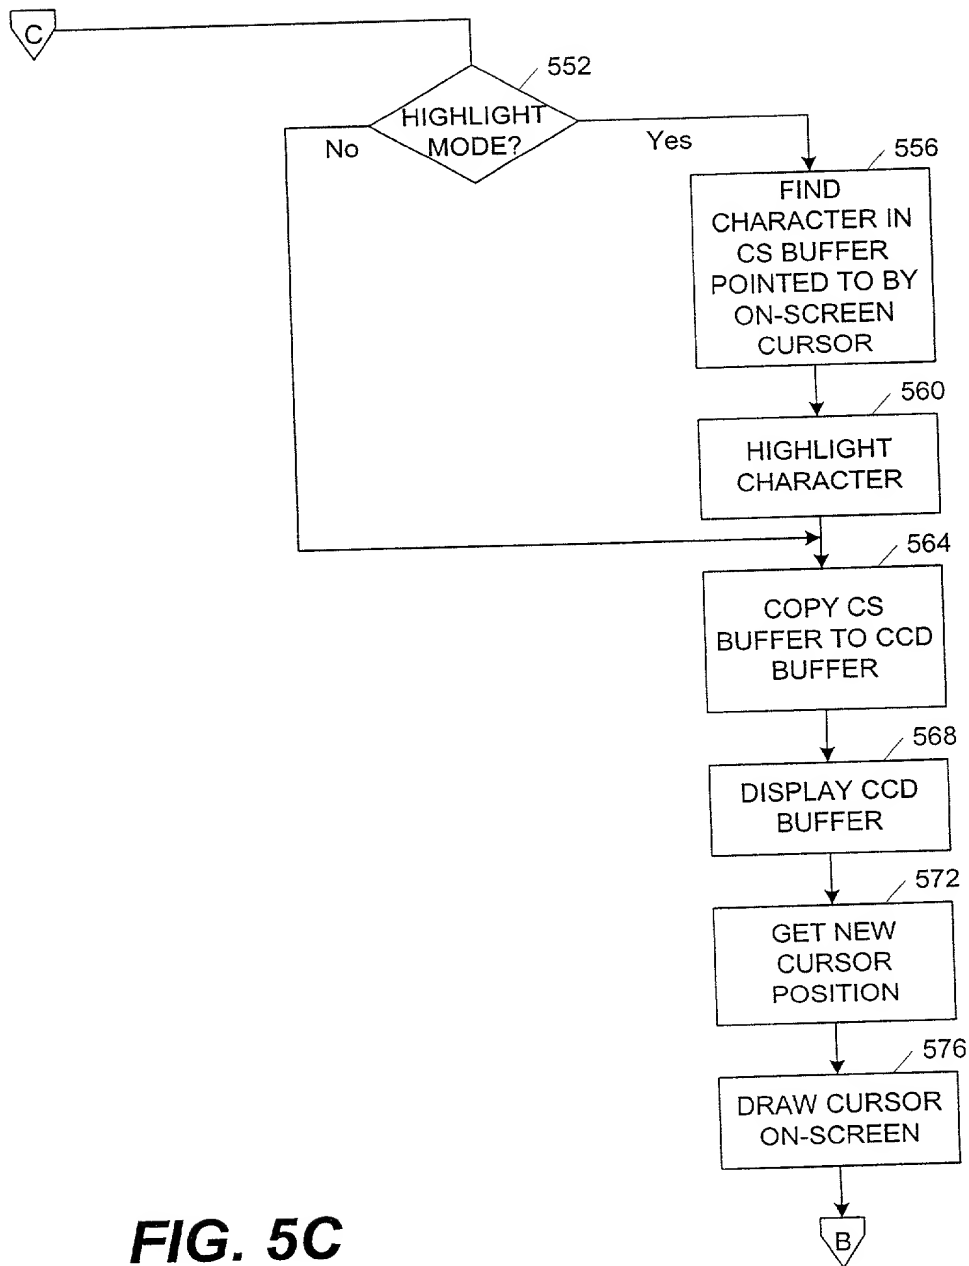 C
552
HIGHLIGHT
MODE?
No
Yes
556
FIND
CHARACTER IN
CS BUFFER
POINTED TO BY
ON-SCREEN
CURSOR
560
HIGHLIGHT
CHARACTER
564
COPY CS
BUFFER TO CCD
BUFFER
568
DISPLAY CCD
BUFFER
572
GET NEW
CURSOR
POSITION
576
DRAW CURSOR
ON-SCREEN
B
FIG. 5C